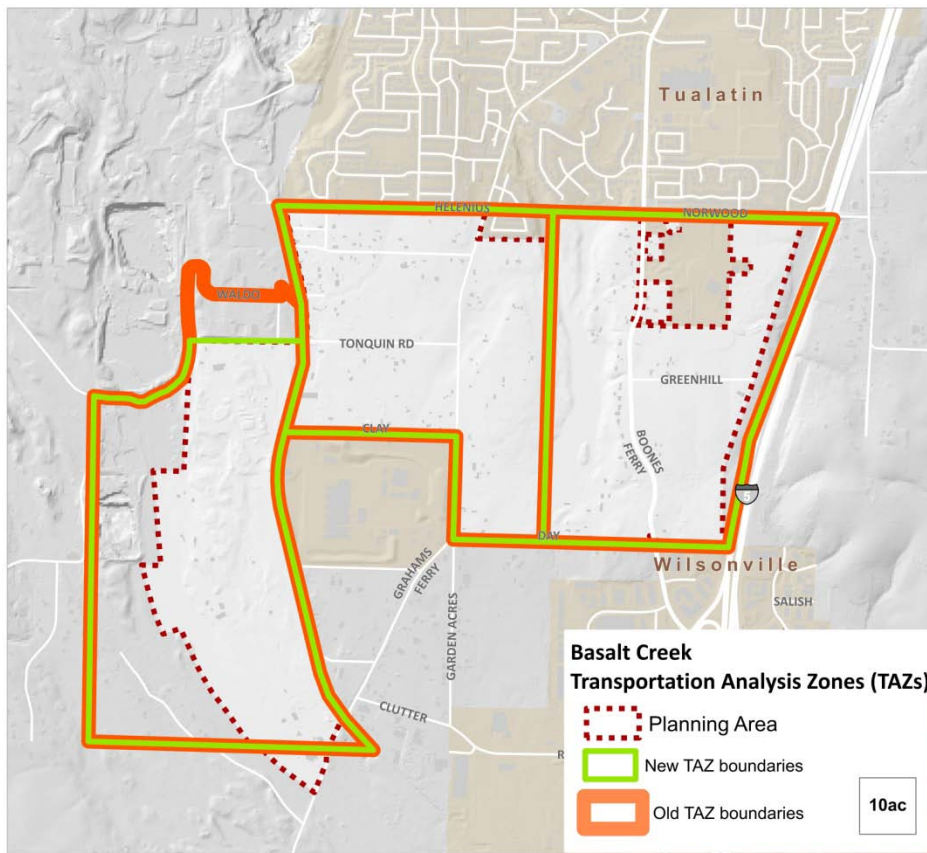 Tualatin
HELENIUS
NORWOOD
WALDO
TONQUIN RD
GREENHILL
CLAY
BOONES
FERRY
5
DAY
Wilsonville
GRAHAMS
FERRY
GARDEN ACRES
SALISH
CLUTTER
R
Basalt Creek
Transportation Analysis Zones (TAZs)
Planning Area
New TAZ boundaries
Old TAZ boundaries
10ac